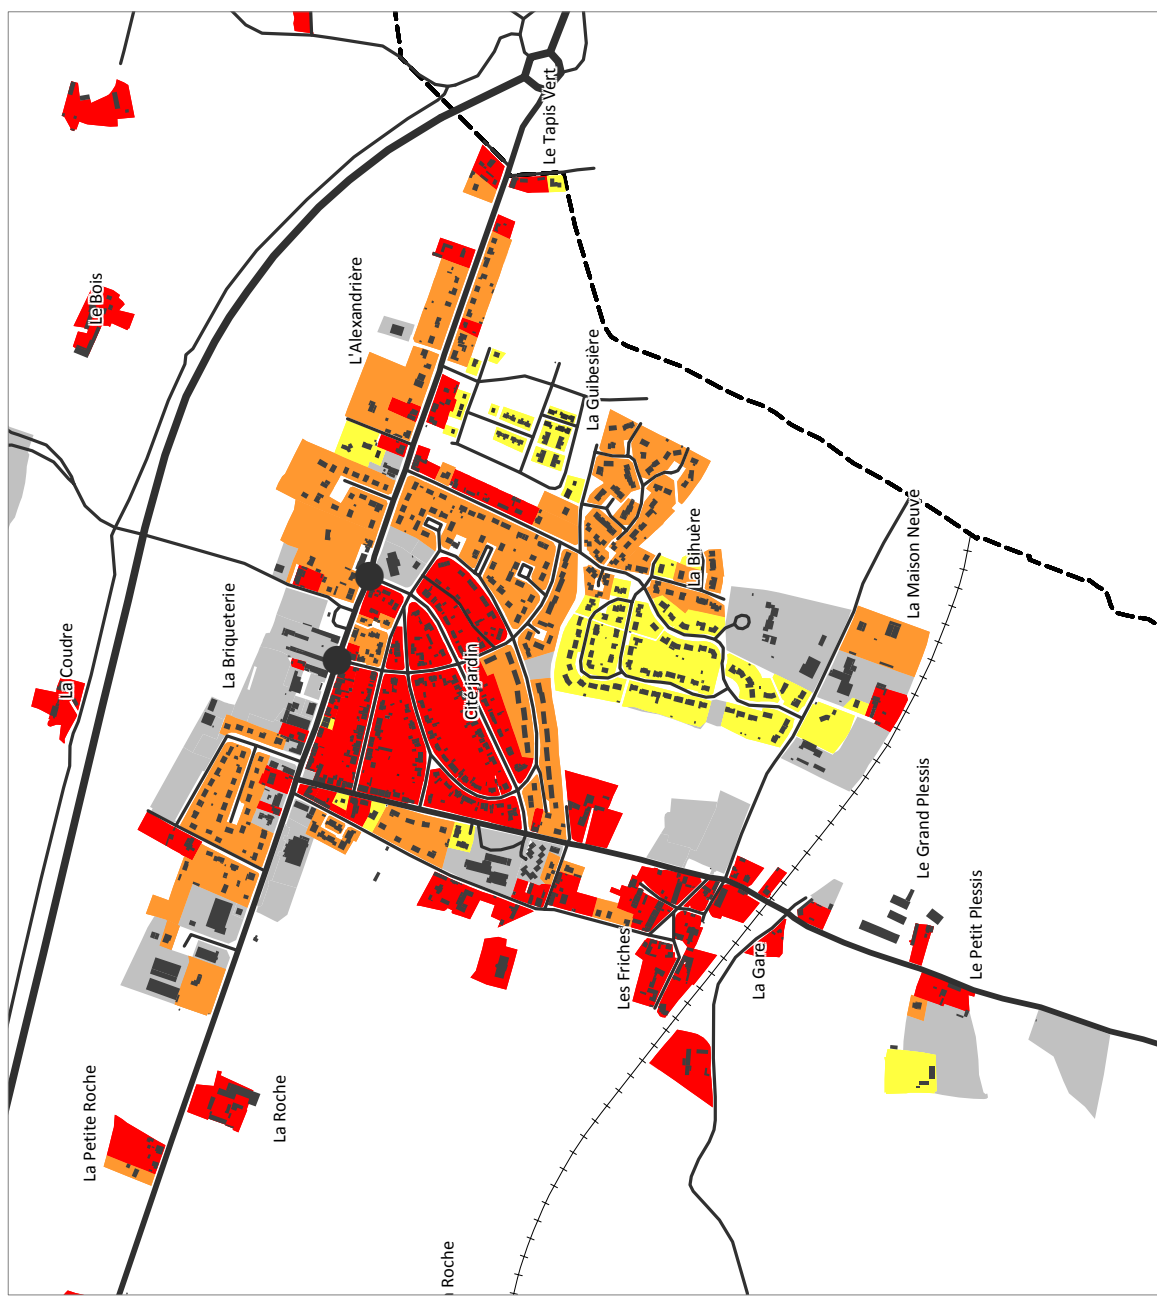 Le Tapis Vert
Le Bois
L'Alexandrière
La Guibesière
La Maison Neuve
La Bihuère
La Briqueterie
La Coudre
Cité-jardin
Le Grand Plessis
Le Petit Plessis
Les Friches
La Gare
La Petite Roche
La Roche
Roche